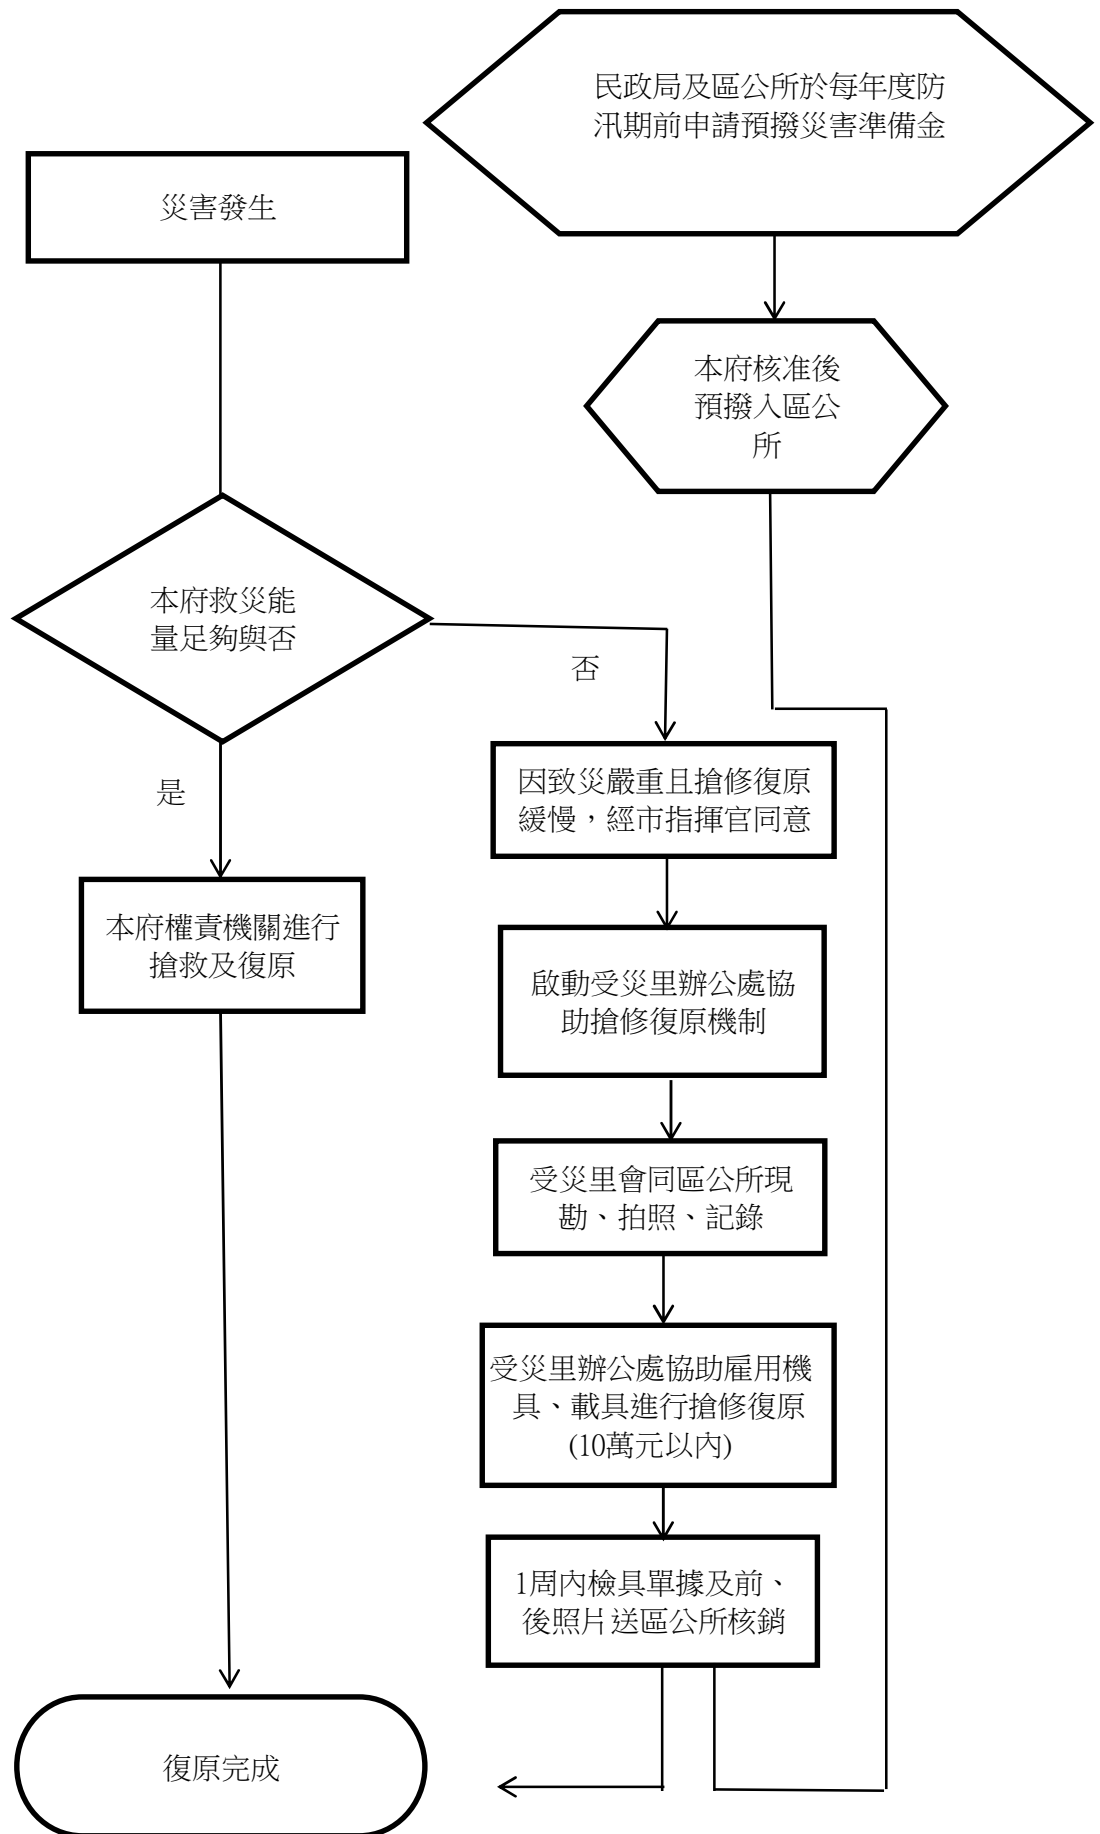 民政局及區公所於每年度防
汛期前申請預撥災害準備金
災害發生
本府核准後
預撥入區公
所
本府救災能
量足夠與否
否
是
因致災嚴重且搶修復原
緩慢，經市指揮官同意
本府權責機關進行
搶救及復原
啟動受災里辦公處協
助搶修復原機制
受災里會同區公所現
勘、拍照、記錄
受災里辦公處協助雇用機
具、載具進行搶修復原
(10萬元以內)
1周內檢具單據及前、
後照片送區公所核銷
復原完成